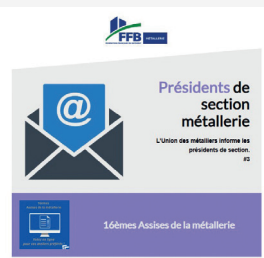 FFB MÉTALLERIE
@
Présidents de
section
métallerie
L'Union des métalliers informe les
présidents de section.
#3
16èmes Assises de la métallerie